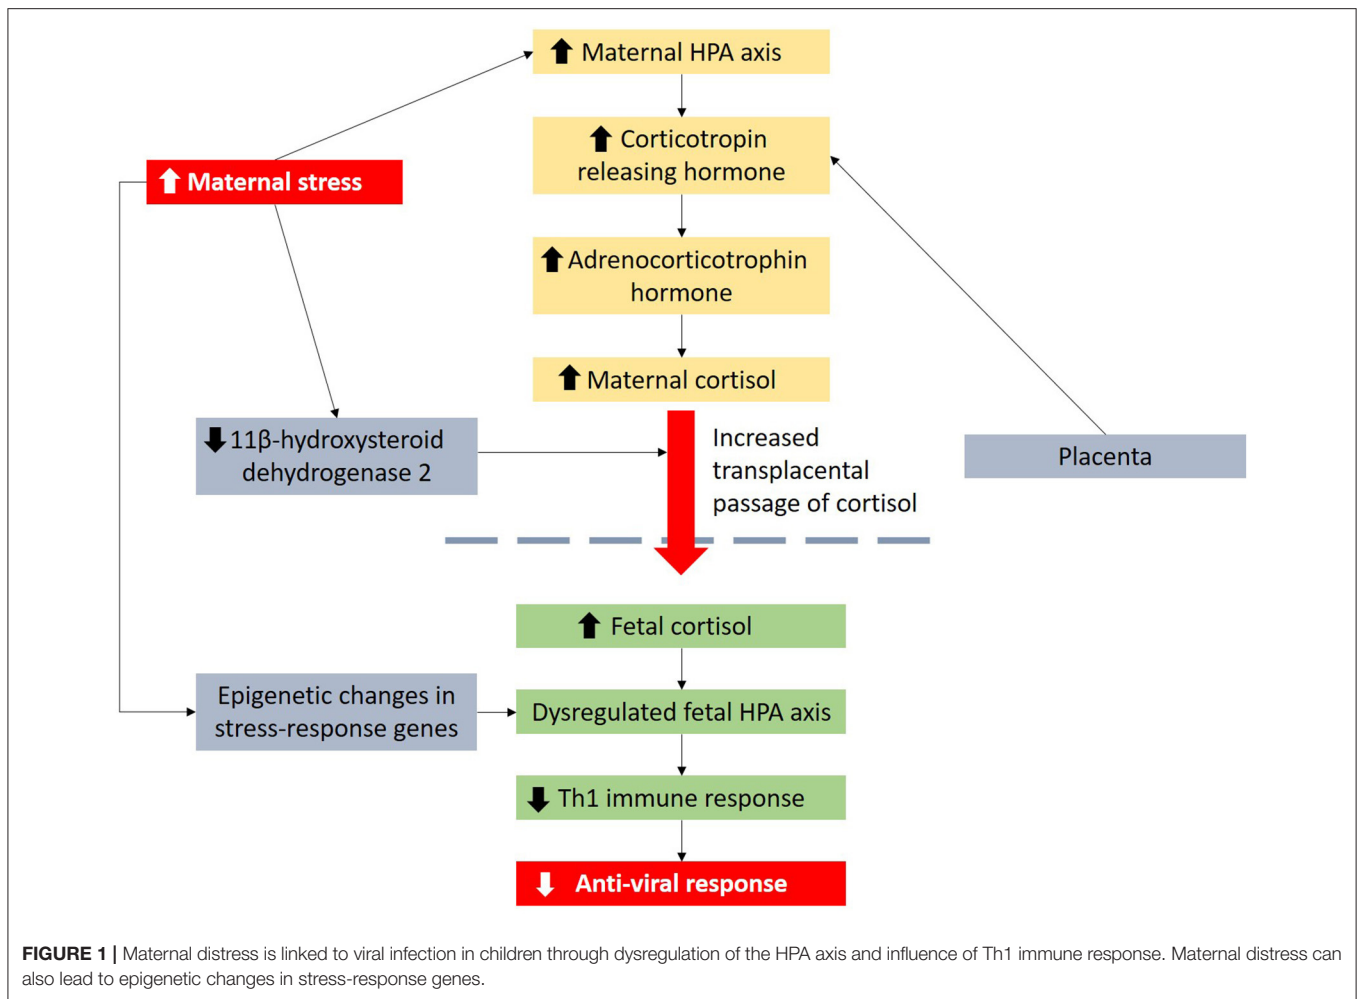 Maternal HPA axis
Corticotropin
releasing hormone
Maternal stress
Adrenocorticotrophin
hormone
Maternal cortisol
11β-hydroxysteroid
dehydrogenase 2
Increased
transplacental
passage of cortisol
Placenta
Fetal cortisol
Epigenetic changes in
stress-response genes
Dysregulated fetal HPA axis
Th1 immune response
Anti-viral response
FIGURE 1 | Maternal distress is linked to viral infection in children through dysregulation of the HPA axis and influence of Th1 immune response. Maternal distress can
also lead to epigenetic changes in stress-response genes.